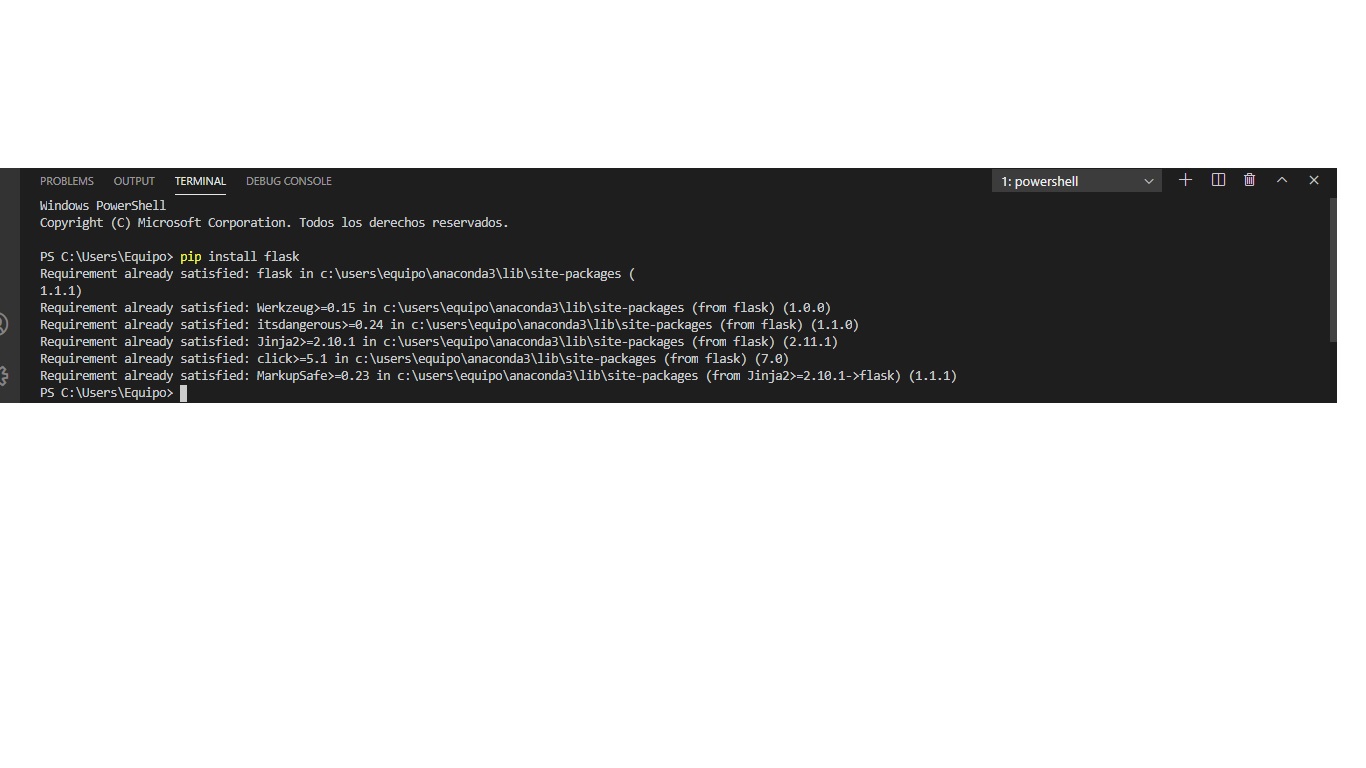 PROBLEMS OUTPUT TERMINAL DEBUG CONSOLE 1: powershell
Windows PowerShell
Copyright (C) Microsoft Corporation. Todos los derechos reservados.
PS C:\Users\Equipo> pip install flask
Requirement already satisfied: flask in c:\users\equipo\anaconda3\lib\site-packages (
1.1.1)
Requirement already satisfied: Werkzeug>=0.15 in c:\users\equipo\anaconda3\lib\site-packages (from flask) (1.0.0)
Requirement already satisfied: itsdangerous>=0.24 in c:\users\equipo\anaconda3\lib\site-packages (from flask) (1.1.0)
Requirement already satisfied: Jinja2>=2.10.1 in c:\users\equipo\anaconda3\lib\site-packages (from flask) (2.11.1)
Requirement already satisfied: click>=5.1 in c:\users\equipo\anaconda3\lib\site-packages (from flask) (7.0)
Requirement already satisfied: MarkupSafe>=0.23 in c:\users\equipo\anaconda3\lib\site-packages (from Jinja2>=2.10.1->flask) (1.1.1)
PS C:\Users\Equipo>